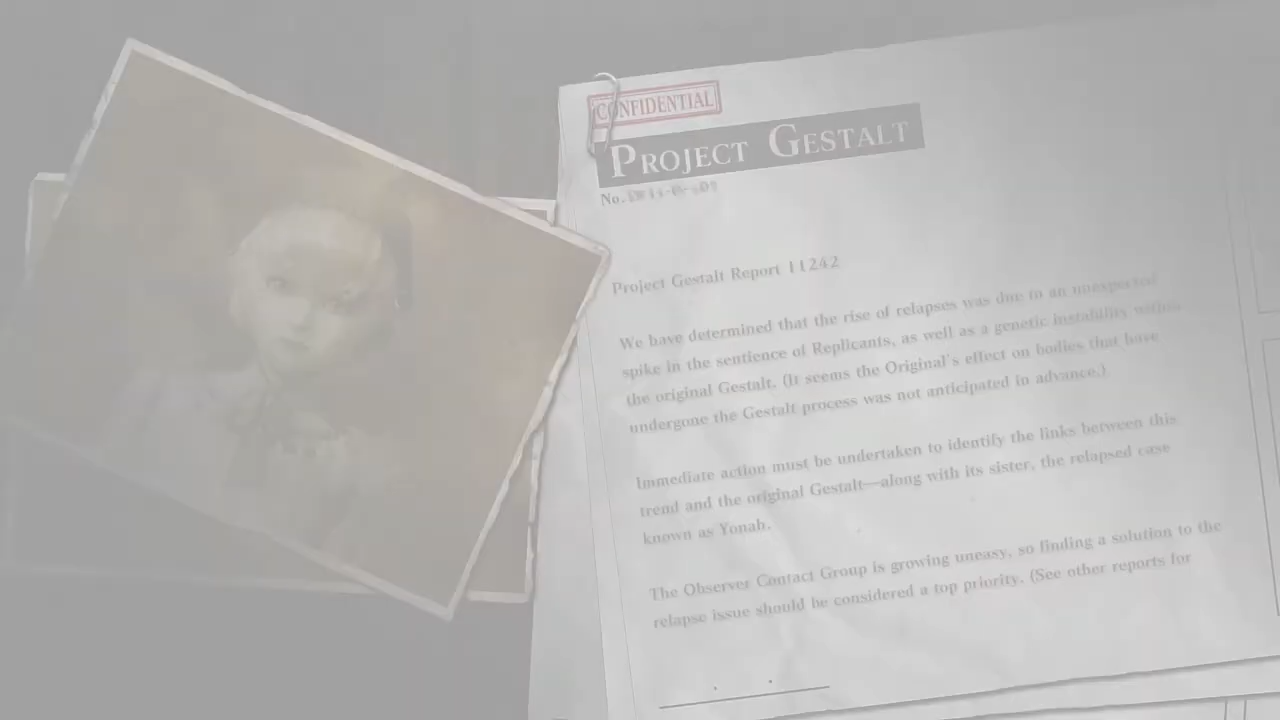 CONFIDENTIAL
PROJECT GESTALT
No.
Project Gestalt Report 11242
We have determined that the rise of relapses was due to an unexpected
spike in the sentience of Replicants, as well as a genetic instability within
the original Gestalt. (It seems the Original's effect on bodies that have
undergone the Gestalt process was not anticipated in advance.)
Immediate action must be undertaken to identify the links between this
trend and the original Gestalt—along with its sister, the relapsed case
known as Yonah.
The Observer Contact Group is growing uneasy, so finding a solution to the
relapse issue should be considered a top priority. (See other reports for